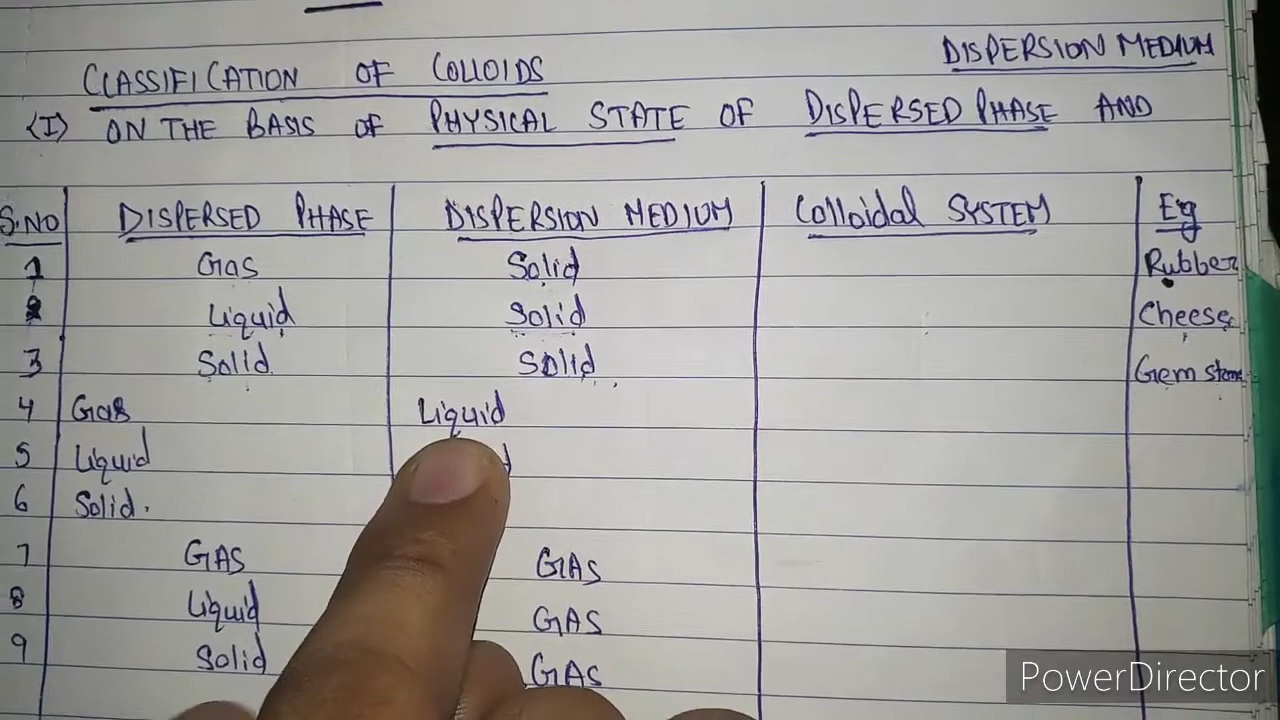 CLASSIFICATION OF COLLOIDS
DISPERSION MEDIUM
(I) ON THE BASIS OF PHYSICAL STATE OF DISPERSED PHASE AND
S.NO DISPERSED PHASE DISPERSION MEDIUM Colloidal SYSTEM Eg
1 Gas Solid Rubber
2 Liquid Solid Cheese
3 Solid Solid Gem stone
4 Gas Liquid
5 Liquid
6 Solid.
7 GAS GAS
8 Liquid GAS
9 Solid GAS
PowerDirector